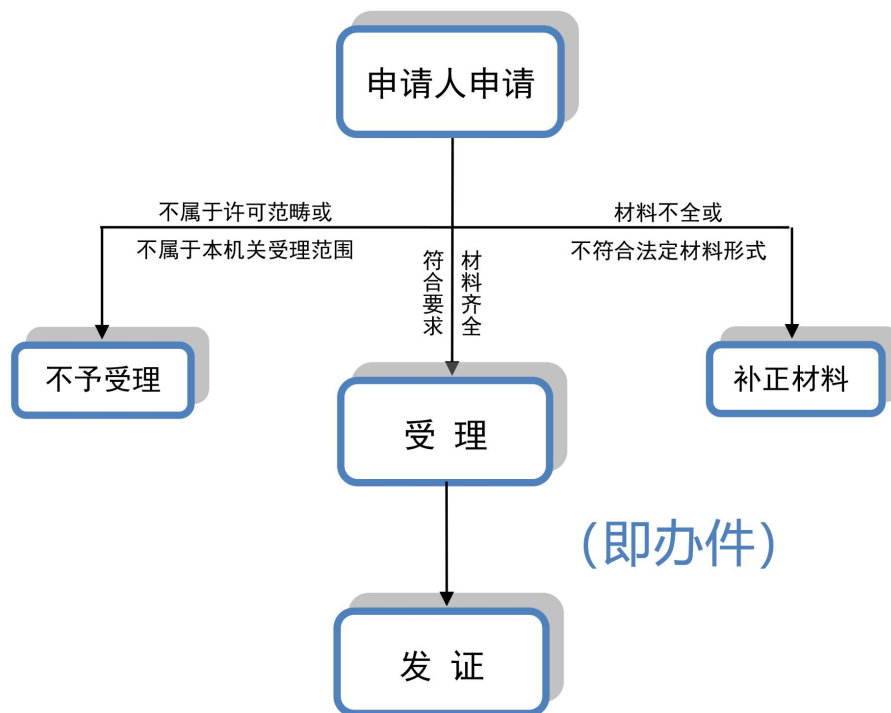 申请人申请
不属于许可范畴或
不属于本机关受理范围
材料不全或
不符合法定材料形式
材料齐全
符合要求
不予受理
补正材料
受 理
（即办件）
发 证